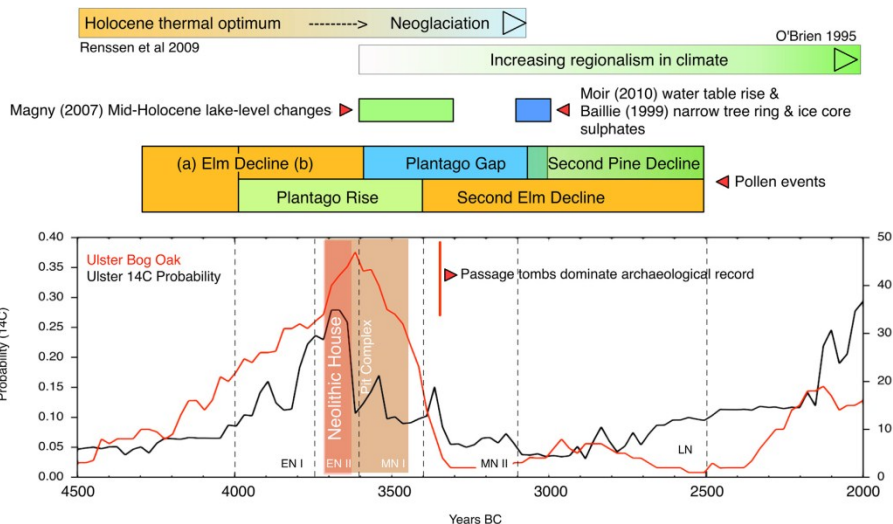 Holocene thermal optimum --------> Neoglaciation
Renssen et al 2009
O'Brien 1995
Increasing regionalism in climate
Magny (2007) Mid-Holocene lake-level changes
Moir (2010) water table rise &
Baillie (1999) narrow tree ring & ice core
sulphates
(a) Elm Decline (b)
Plantago Gap
Second Pine Decline
Plantago Rise
Second Elm Decline
Pollen events
Ulster Bog Oak
Ulster 14C Probability
Passage tombs dominate archaeological record
Neolithic House
Pit Complex
EN I
EN II
MN I
MN II
LN
Probability (14C)
0.40
0.35
0.30
0.25
0.20
0.15
0.10
0.05
0.00
50
40
30
20
10
0
4500
4000
3500
3000
2500
2000
Years BC